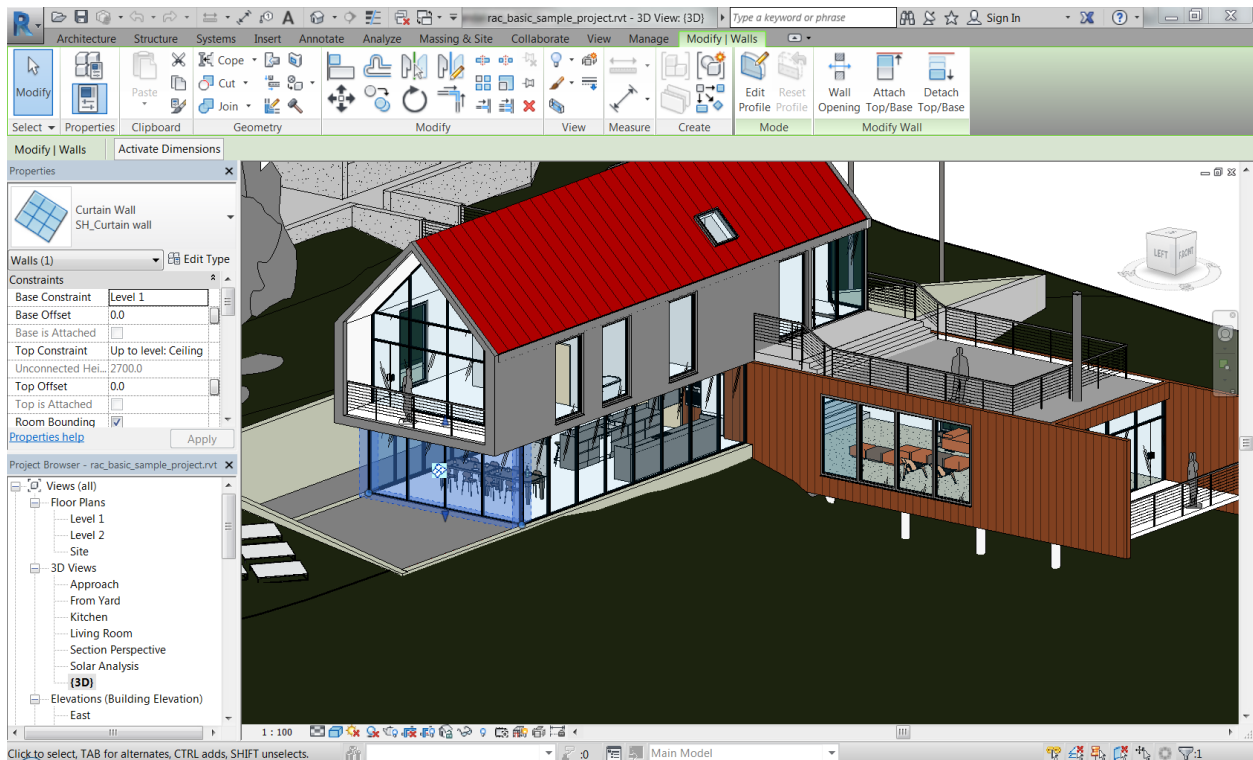 rac_basic_sample_project.rvt - 3D View: {3D}
Type a keyword or phrase
Sign In
Architecture Structure Systems Insert Annotate Analyze Massing & Site Collaborate View Manage Modify | Walls
Modify
Paste
Cope
Cut
Join
Edit Profile
Reset Profile
Wall Opening
Attach Top/Base
Detach Top/Base
Select Properties Clipboard Geometry Modify View Measure Create Mode Modify Wall
Modify | Walls Activate Dimensions
Properties
Curtain Wall
SH_Curtain wall
Walls (1) Edit Type
Constraints
Base Constraint Level 1
Base Offset 0.0
Base is Attached
Top Constraint Up to level: Ceiling
Unconnected Hei... 2700.0
Top Offset 0.0
Top is Attached
Room Bounding
Properties help Apply
Project Browser - rac_basic_sample_project.rvt
Views (all)
Floor Plans
Level 1
Level 2
Site
3D Views
Approach
From Yard
Kitchen
Living Room
Section Perspective
Solar Analysis
{3D}
Elevations (Building Elevation)
East
LEFT FRONT
1 : 100
Click to select, TAB for alternates, CTRL adds, SHIFT unselects.
:0
Main Model
:1